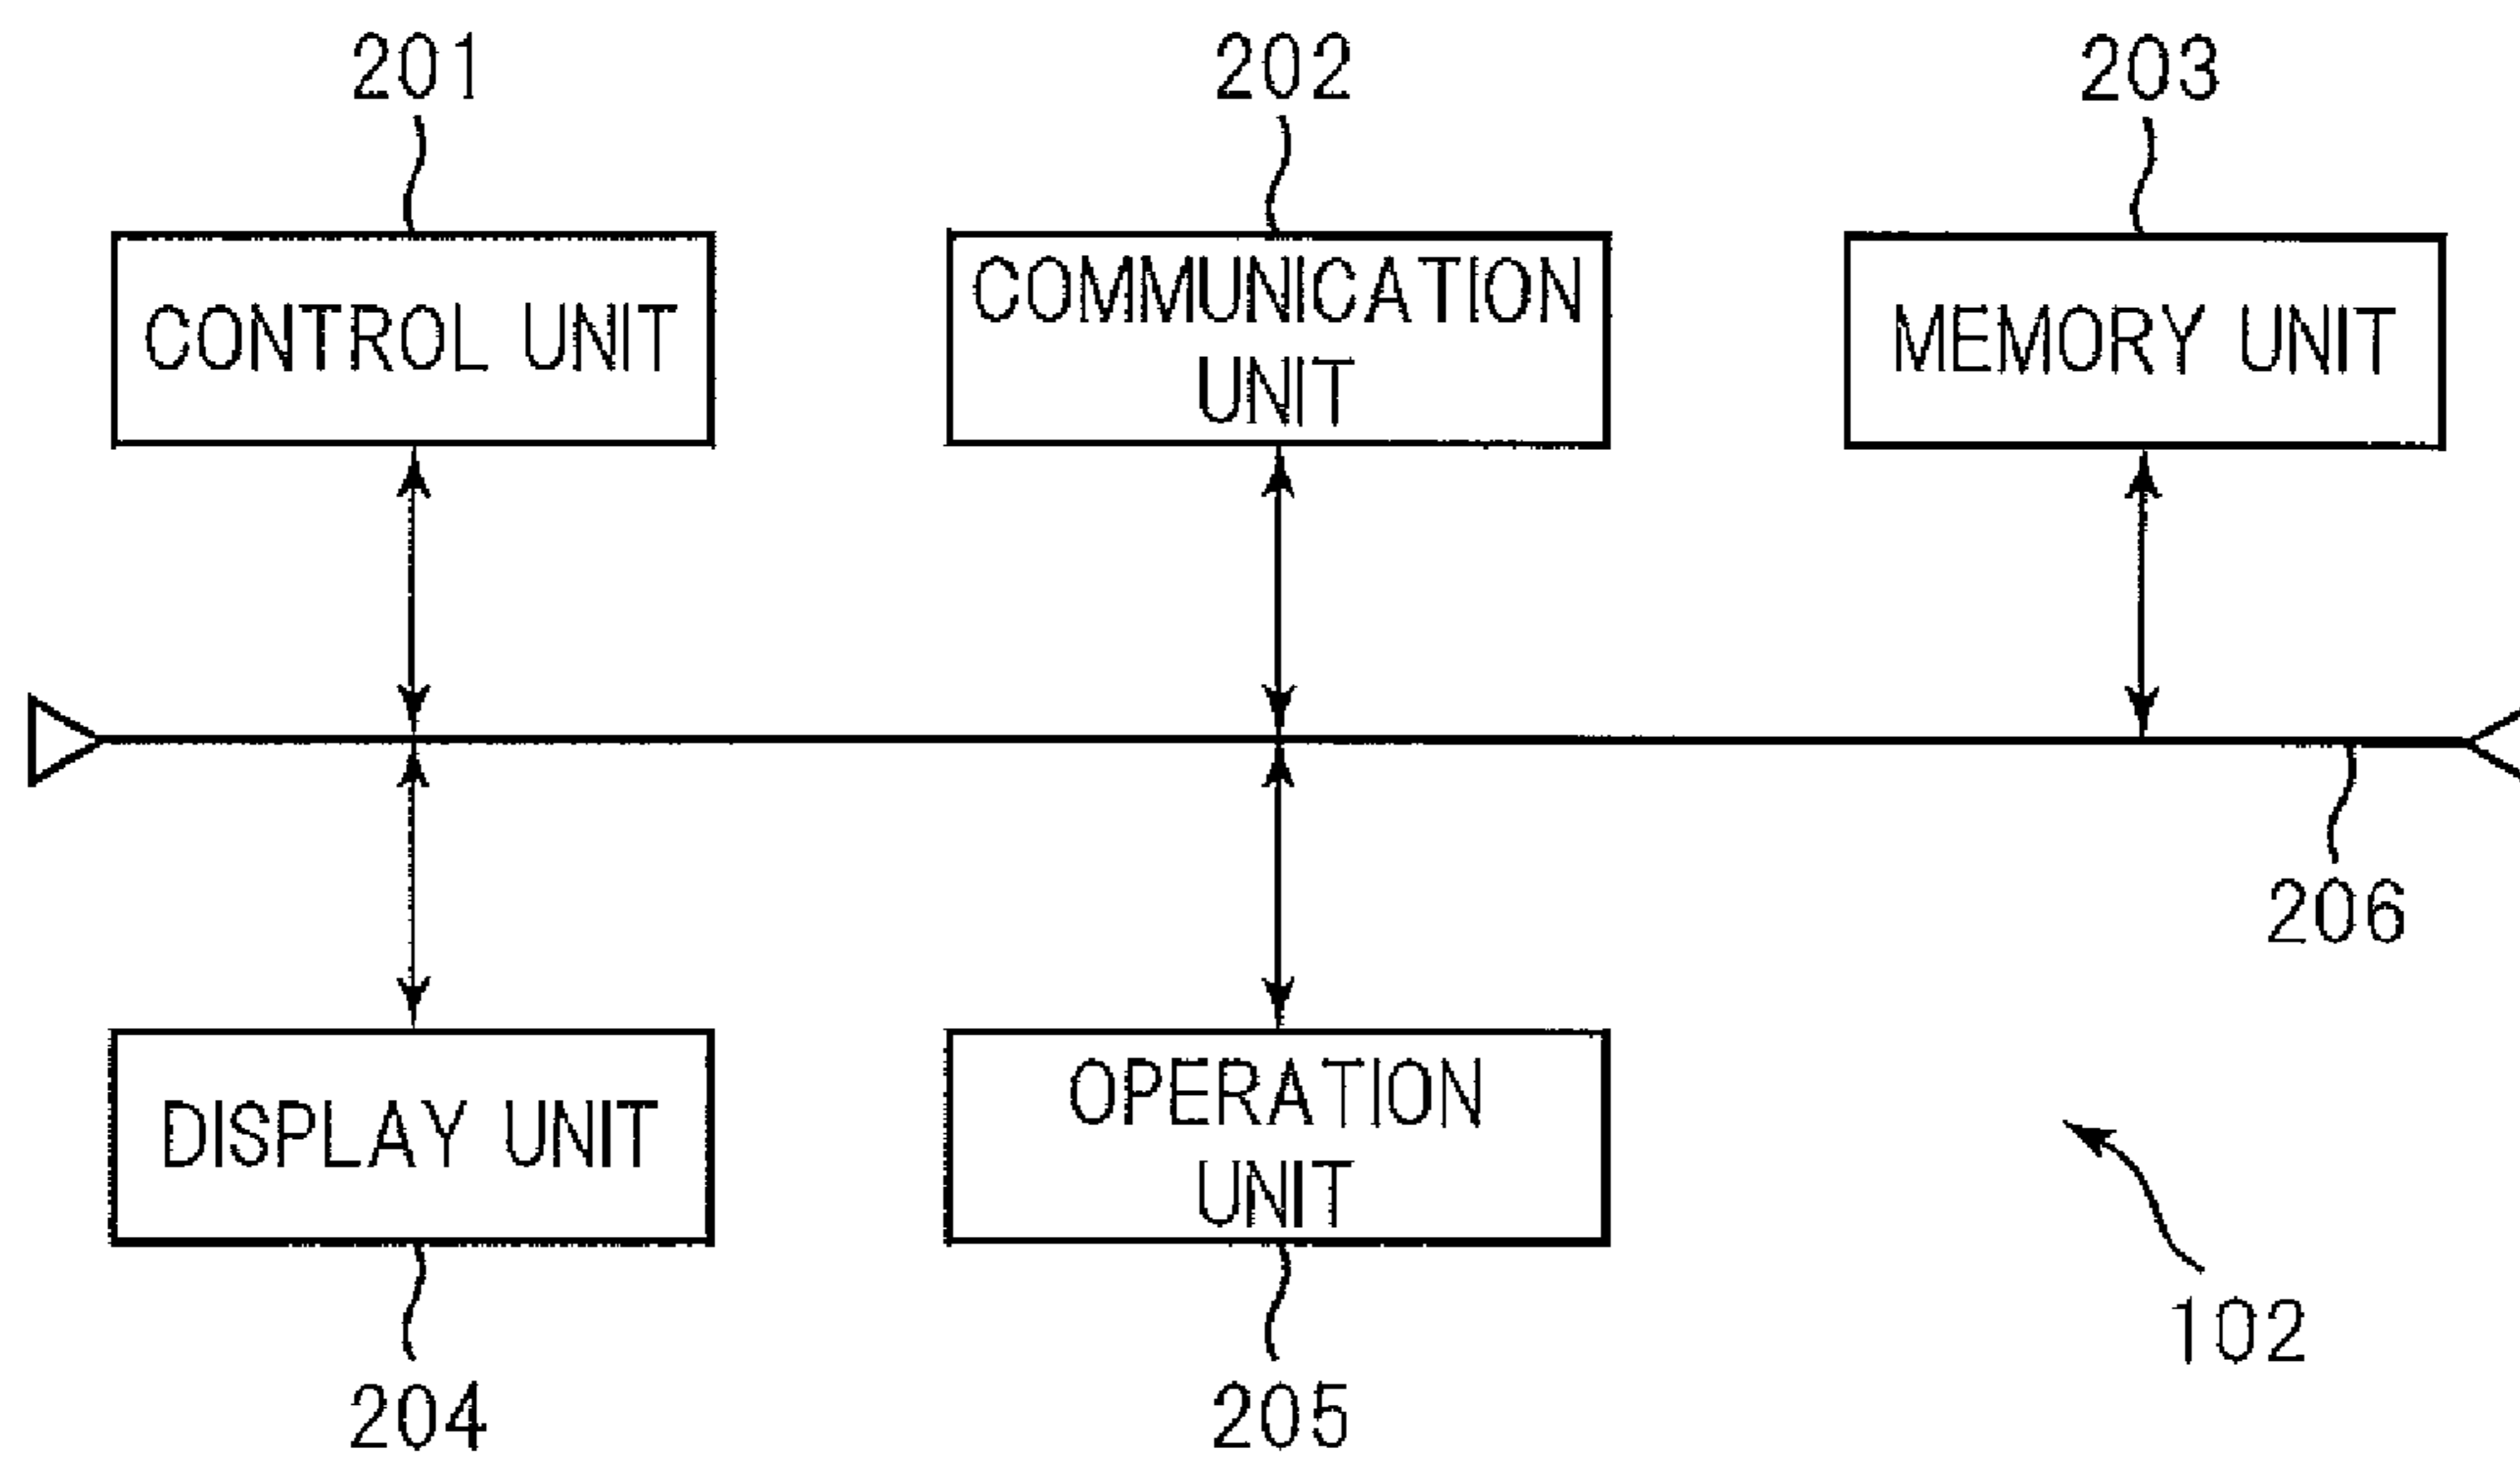 201
202
203
CONTROL UNIT
COMMUNICATION
UNIT
MEMORY UNIT
206
DISPLAY UNIT
OPERATION
UNIT
102
204
205